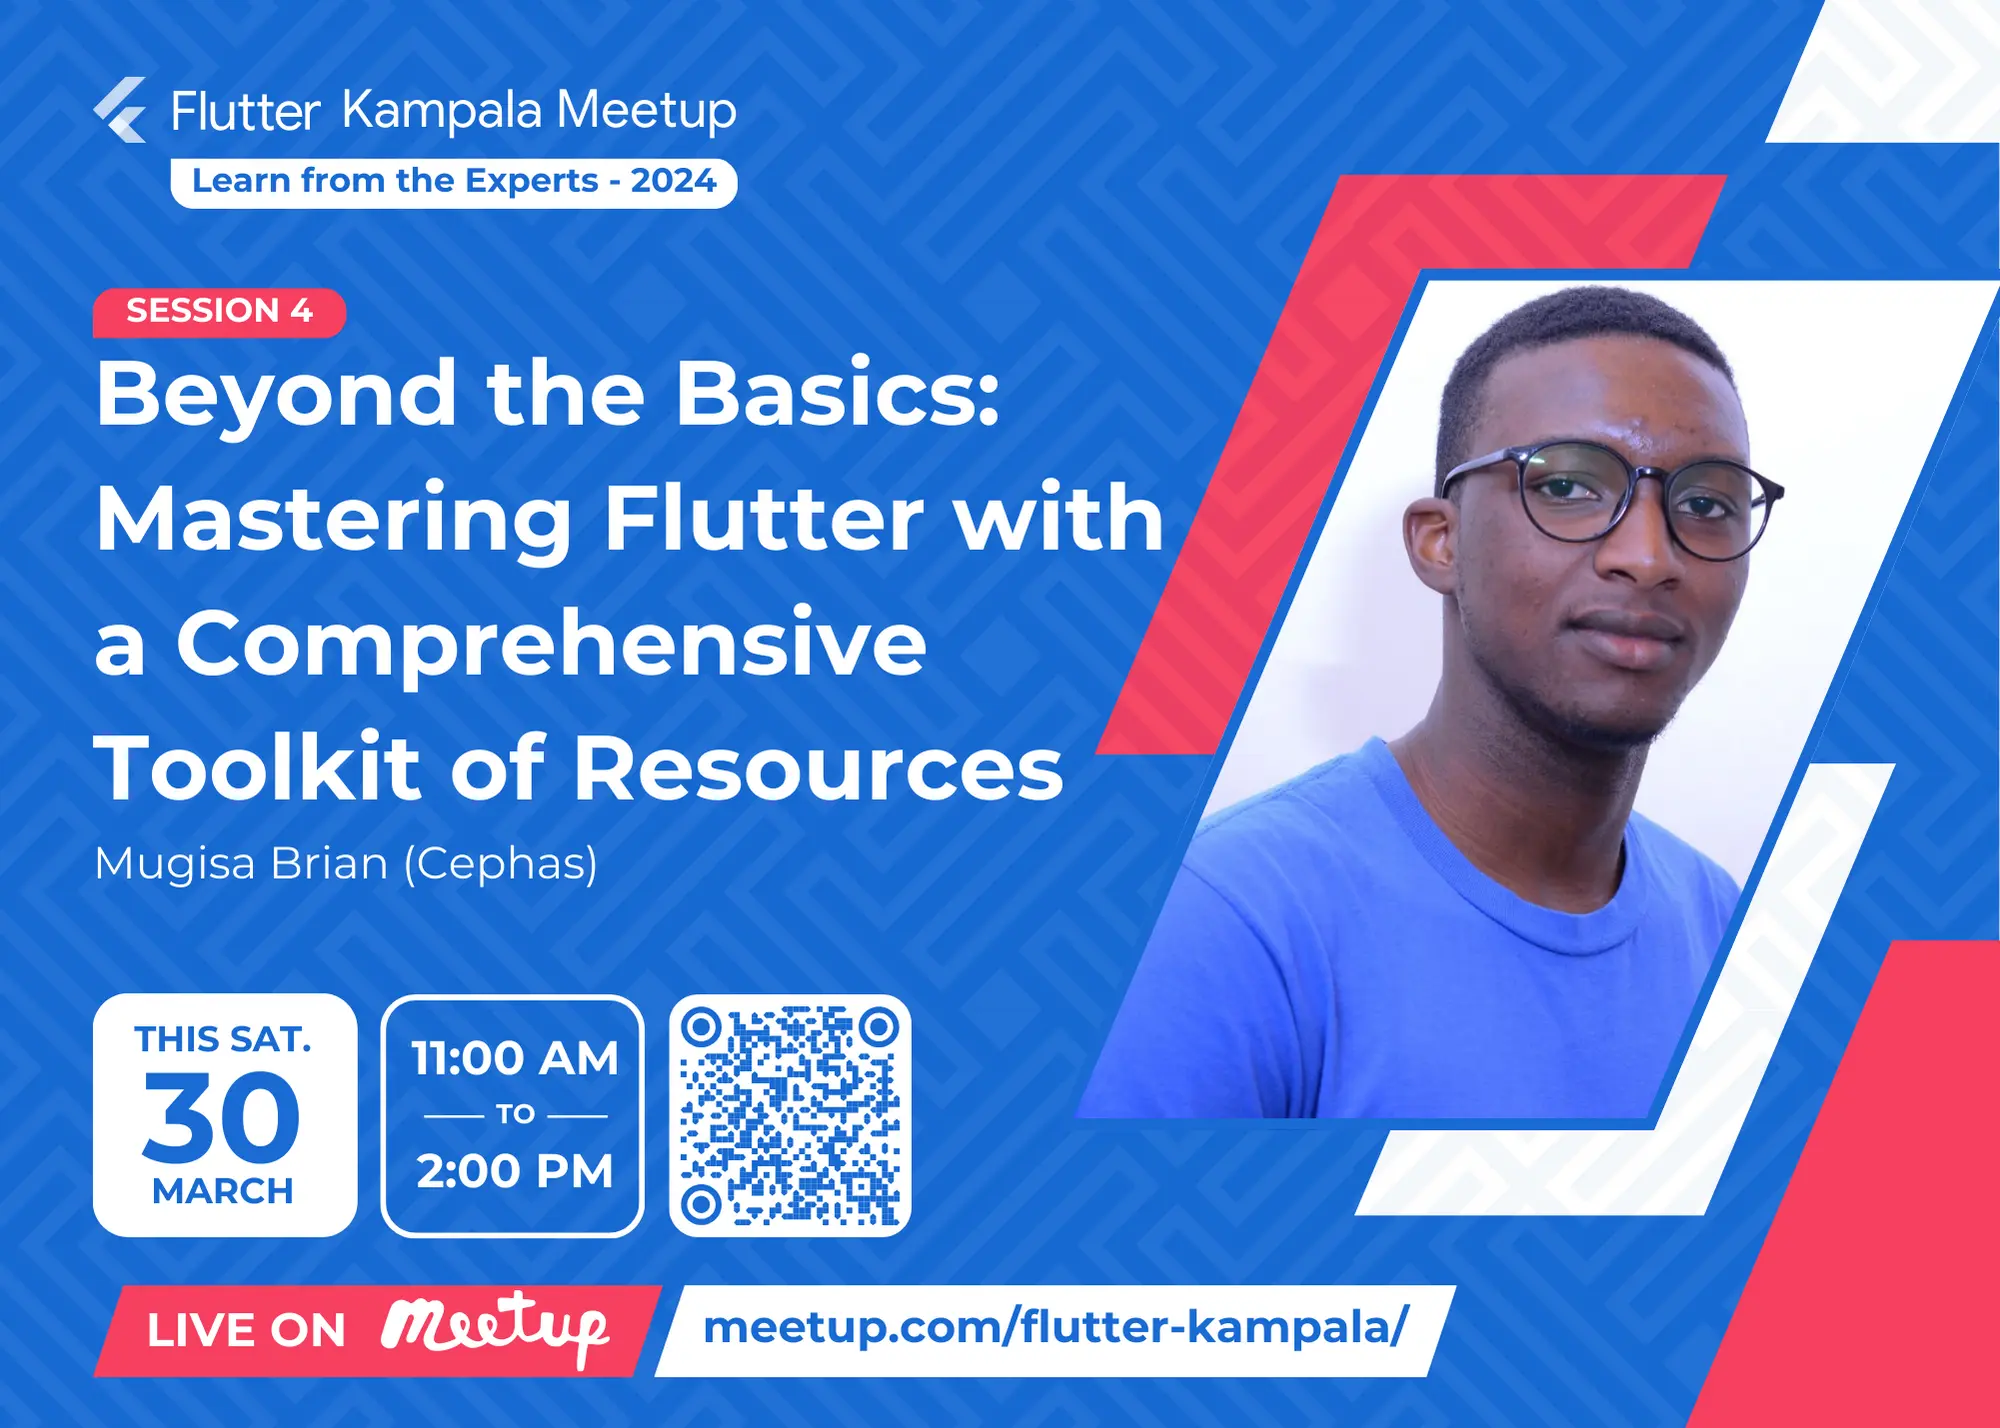 Flutter Kampala Meetup
Learn from the Experts - 2024
SESSION 4
Beyond the Basics:
Mastering Flutter with
a Comprehensive
Toolkit of Resources
Mugisa Brian (Cephas)
THIS SAT.
30
MARCH
11:00 AM
TO
2:00 PM
LIVE ON meetup
meetup.com/flutter-kampala/